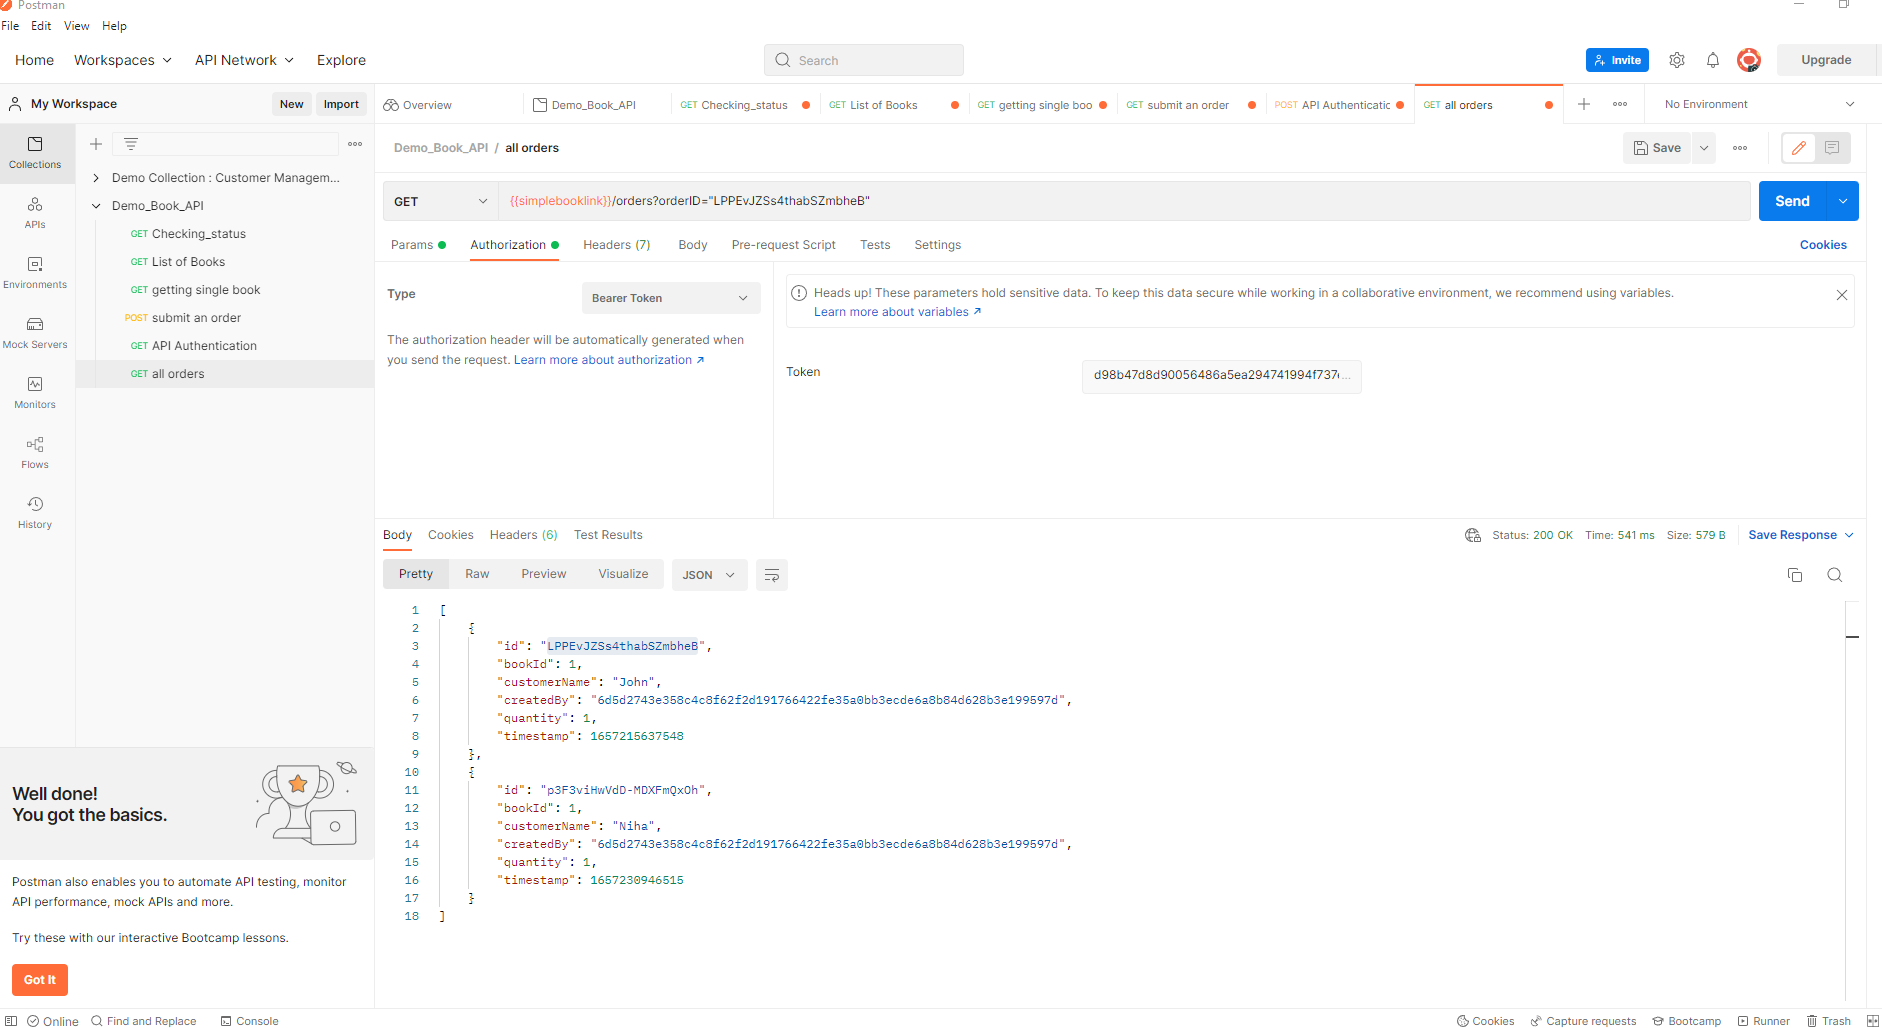 Postman
File Edit View Help
Home Workspaces API Network Explore
Search
Invite
Upgrade
My Workspace
New Import
Overview
Demo_Book_API
GET Checking_status
GET List of Books
GET getting single boo
GET submit an order
POST API Authenticatic
GET all orders
No Environment
Collections
APIs
Environments
Mock Servers
Monitors
Flows
History
Demo Collection : Customer Managem...
Demo_Book_API
GET Checking_status
GET List of Books
GET getting single book
POST submit an order
GET API Authentication
GET all orders
Demo_Book_API / all orders
Save
GET
{{simplebooklink}}/orders?orderID="LPPEvJZSs4thabSZmbheB"
Send
Params Authorization Headers (7) Body Pre-request Script Tests Settings
Cookies
Type
Bearer Token
The authorization header will be automatically generated when
you send the request. Learn more about authorization ↗
Heads up! These parameters hold sensitive data. To keep this data secure while working in a collaborative environment, we recommend using variables.
Learn more about variables ↗
Token
d98b47d8d90056486a5ea294741994f737...
Body Cookies Headers (6) Test Results
Status: 200 OK Time: 541 ms Size: 579 B
Save Response
Pretty Raw Preview Visualize
JSON
1 [
2 {
3 "id": "LPPEvJZSs4thabSZmbheB",
4 "bookId": 1,
5 "customerName": "John",
6 "createdBy": "6d5d2743e358c4c8f62f2d191766422fe35a0bb3ecde6a8b84d628b3e199597d",
7 "quantity": 1,
8 "timestamp": 1657215637548
9 },
10 {
11 "id": "p3F3viHwVdD-MDXFmQxOh",
12 "bookId": 1,
13 "customerName": "Niha",
14 "createdBy": "6d5d2743e358c4c8f62f2d191766422fe35a0bb3ecde6a8b84d628b3e199597d",
15 "quantity": 1,
16 "timestamp": 1657230946515
17 }
18 ]
Well done!
You got the basics.
Postman also enables you to automate API testing, monitor
API performance, mock APIs and more.
Try these with our interactive Bootcamp lessons.
Got It
Online Find and Replace Console
Cookies Capture requests Bootcamp Runner Trash